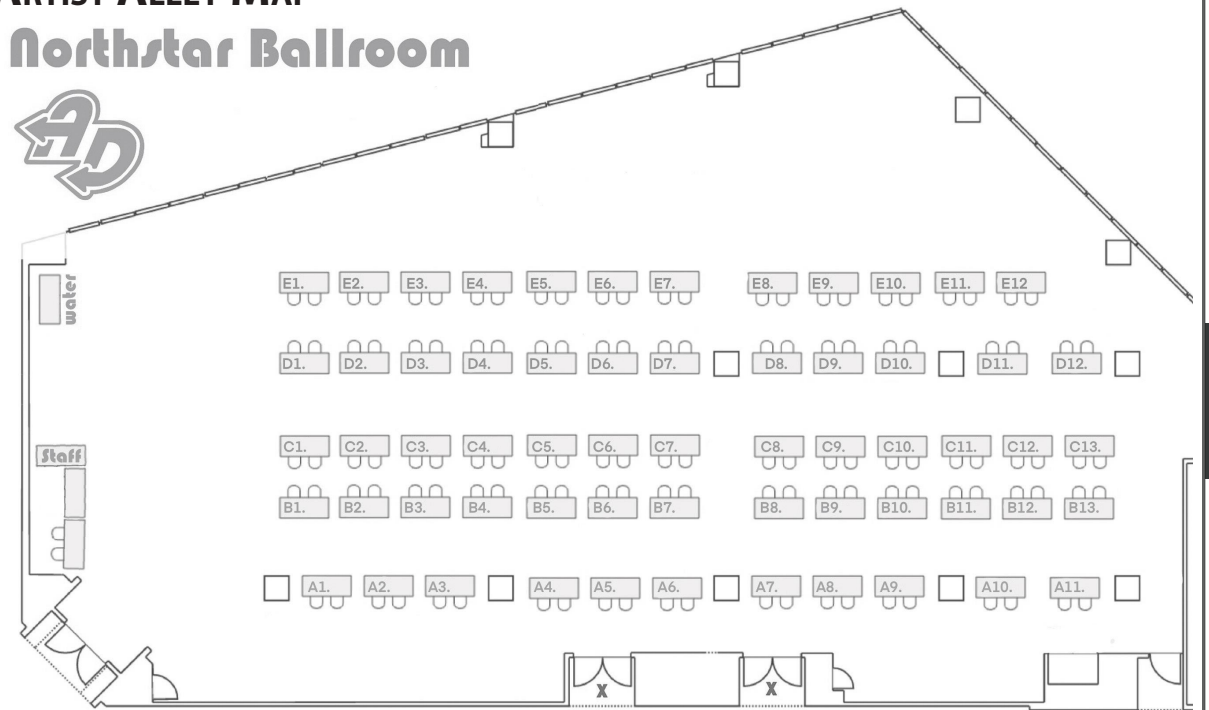 ARTIST ALLEY MAP
Northstar Ballroom
AD
water
E1. E2. E3. E4. E5. E6. E7. E8. E9. E10. E11. E12
D1. D2. D3. D4. D5. D6. D7. D8. D9. D10. D11. D12.
C1. C2. C3. C4. C5. C6. C7. C8. C9. C10. C11. C12. C13.
Staff
B1. B2. B3. B4. B5. B6. B7. B8. B9. B10. B11. B12. B13.
A1. A2. A3. A4. A5. A6. A7. A8. A9. A10. A11.
X X